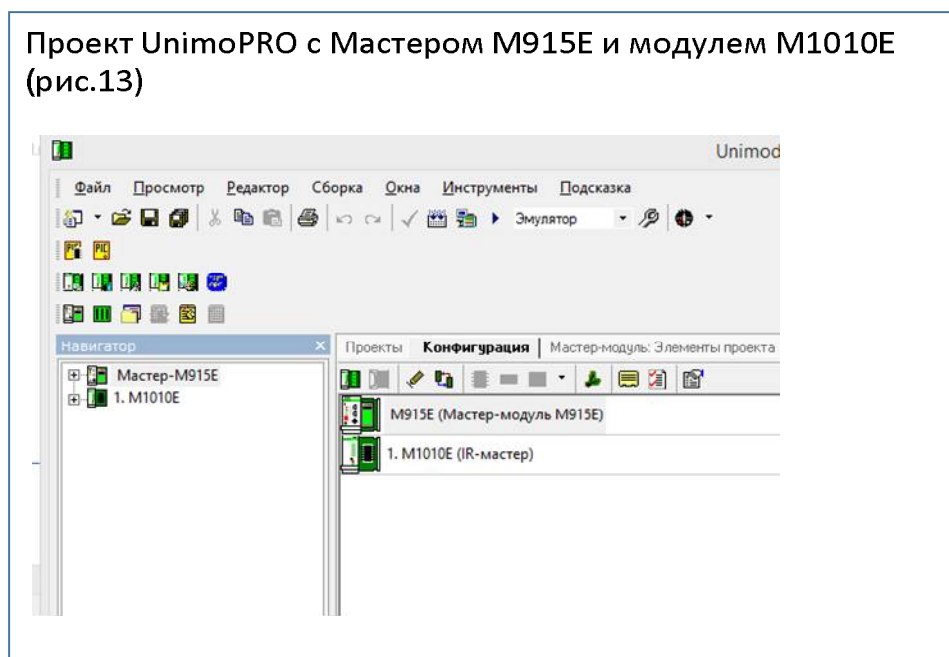 Проект UnimoPRO с Мастером M915E и модулем M1010E
(рис.13)
Unimod
Файл Просмотр Редактор Сборка Окна Инструменты Подсказка
Эмулятор
Навигатор
Проекты Конфигурация Мастер-модуль: Элементы проекта
Мастер-M915E
1. M1010E
M915E (Мастер-модуль M915E)
1. M1010E (IR-мастер)